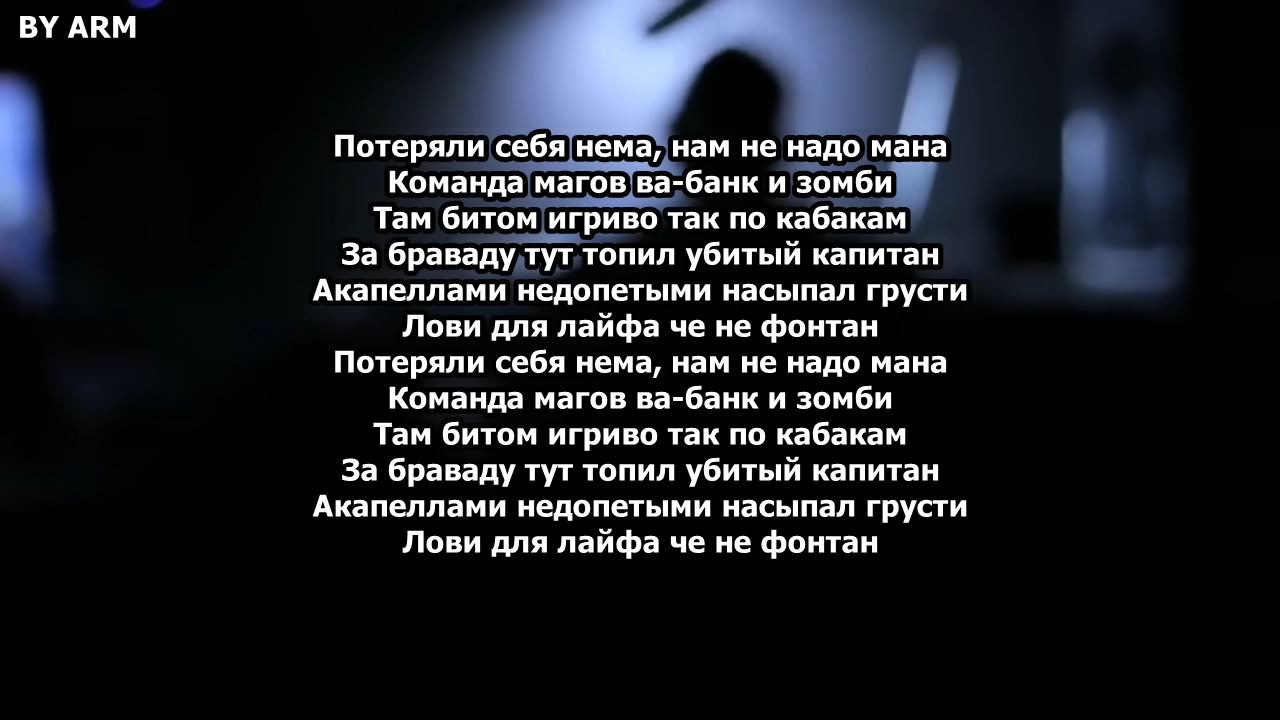 BY ARM
Потеряли себя нема, нам не надо мана
Команда магов ва-банк и зомби
Там битом игриво так по кабакам
За браваду тут топил убитый капитан
Акапеллами недопетыми насыпал грусти
Лови для лайфа че не фонтан
Потеряли себя нема, нам не надо мана
Команда магов ва-банк и зомби
Там битом игриво так по кабакам
За браваду тут топил убитый капитан
Акапеллами недопетыми насыпал грусти
Лови для лайфа че не фонтан